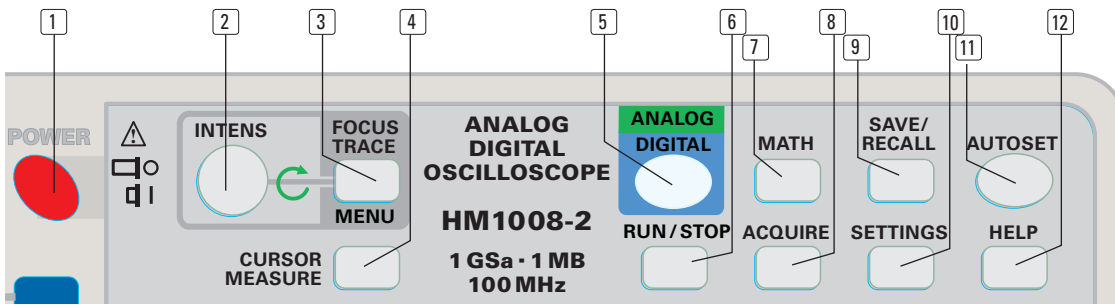 1 2 3 4 5 6 7 8 9 10 11 12
POWER
INTENS
FOCUS
TRACE
MENU
CURSOR
MEASURE
ANALOG
DIGITAL
OSCILLOSCOPE
HM1008-2
1 GSa · 1 MB
100 MHz
ANALOG
DIGITAL
RUN / STOP
MATH
ACQUIRE
SAVE/
RECALL
SETTINGS
AUTOSET
HELP